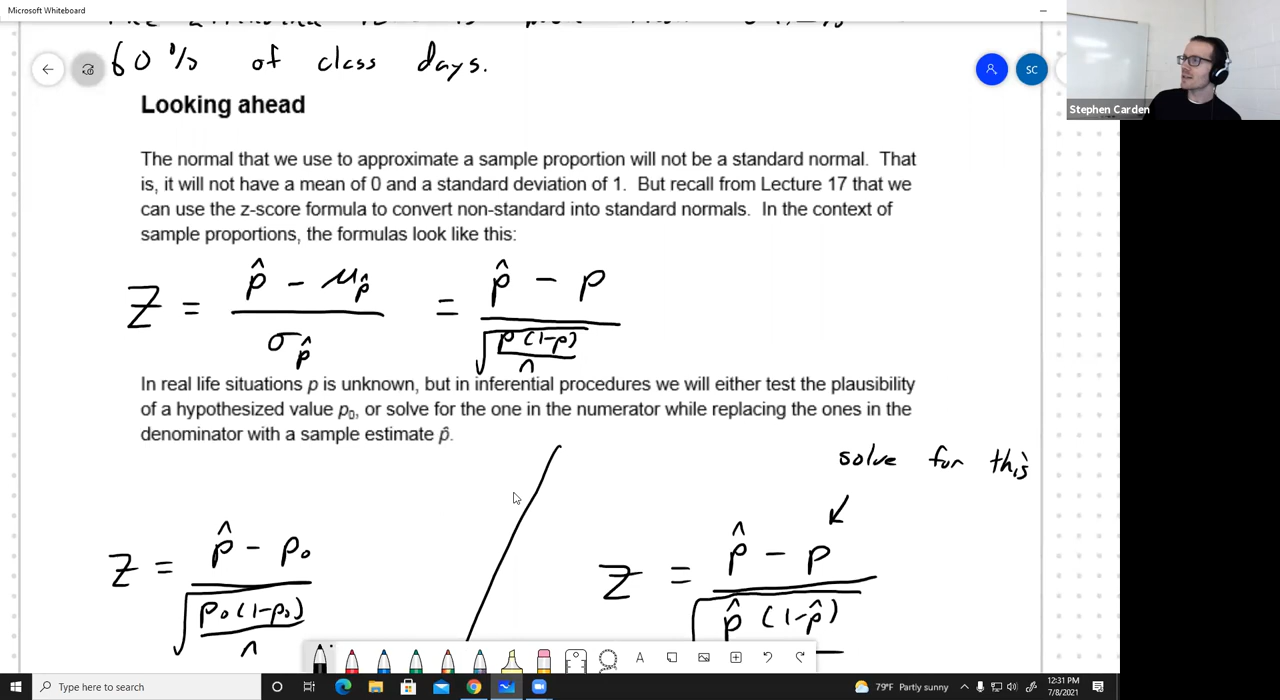 Microsoft Whiteboard
60% of class days.
SC
Stephen Carden
Looking ahead
The normal that we use to approximate a sample proportion will not be a standard normal. That
is, it will not have a mean of 0 and a standard deviation of 1. But recall from Lecture 17 that we
can use the z-score formula to convert non-standard into standard normals. In the context of
sample proportions, the formulas look like this:
Z = (p̂ - μp̂) / σp̂ = (p̂ - p) / √(p(1-p)/n)
In real life situations p is unknown, but in inferential procedures we will either test the plausibility
of a hypothesized value p₀, or solve for the one in the numerator while replacing the ones in the
denominator with a sample estimate p̂.
solve for this
Z = (p̂ - p₀) / √(p₀(1-p₀)/n)
Z = (p̂ - p) / √(p̂(1-p̂)
A
Type here to search
79°F Partly sunny
12:31 PM
7/8/2021